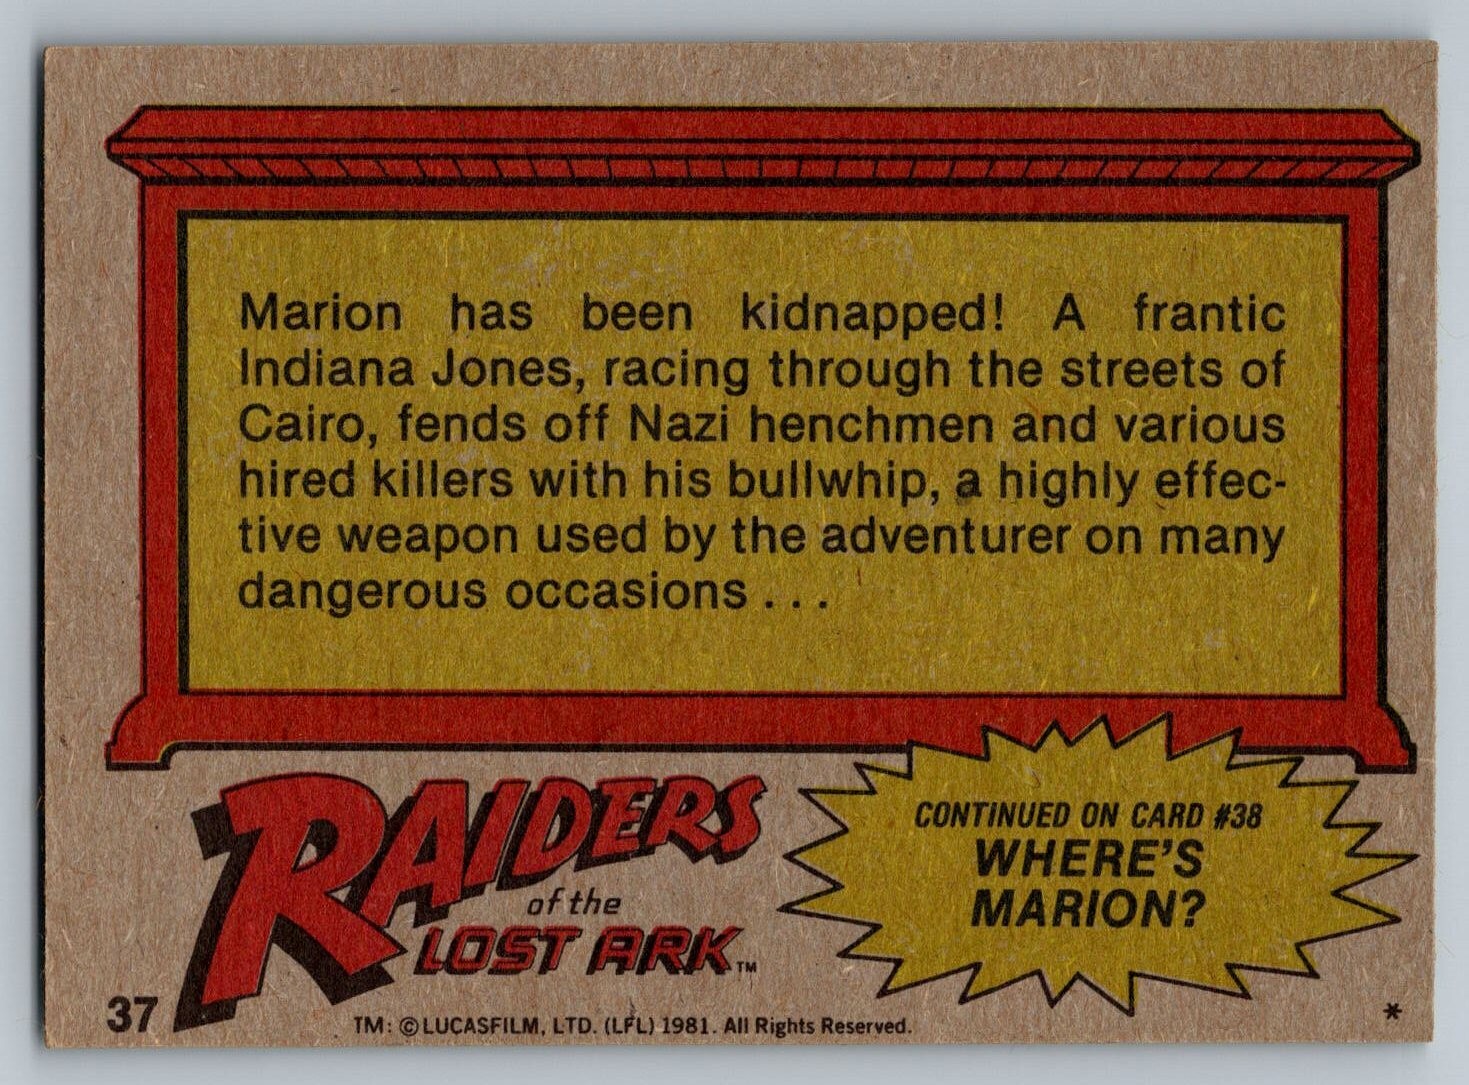 Marion has been kidnapped! A frantic
Indiana Jones, racing through the streets of
Cairo, fends off Nazi henchmen and various
hired killers with his bullwhip, a highly effec-
tive weapon used by the adventurer on many
dangerous occasions . . .
RAIDERS
of the
LOST ARK™
CONTINUED ON CARD #38
WHERE'S
MARION?
37
TM: © LUCASFILM, LTD. (LFL) 1981. All Rights Reserved.
*